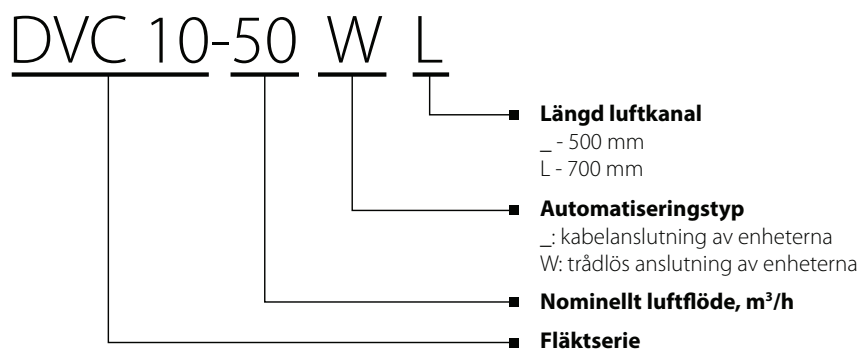 DVC 10-50 W L
Längd luftkanal
_ - 500 mm
L - 700 mm
Automatiseringstyp
_: kabelanslutning av enheterna
W: trådlös anslutning av enheterna
Nominellt luftflöde, m³/h
Fläktserie